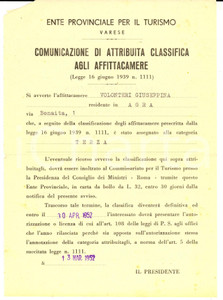 ENTE PROVINCIALE PER IL TURISMO
VARESE
COMUNICAZIONE DI ATTRIBUITA CLASSIFICA
AGLI AFFITTACAMERE
(Legge 16 giugno 1939 n. 1111)
Si avverte l'affittacamere VOLONTERI GIUSEPPINA
residente in AGRA
via 1
che, a seguito della classificazione degli affittacamere prescritta dalla
legge 16 giugno 1939 n. 1111, è stato assegnato alla categoria
TERZA
L'eventuale ricorso avverso la classificazione qui sopra attri-
buitagli, dovrà essere inoltrato al Commissariato per il Turismo presso
la Presidenza del Consiglio dei Ministri - Roma - tramite questo
Ente Provinciale, in carta da bollo da L. 32, entro 30 giorni dalla
notifica del presente avviso.
Trascorso tale termine, la classifica diventerà definitiva ed
entro il 10 APR. 1952 l'interessato dovrà presentare l'auto-
rizzazione o licenza di cui all'art. 108 della legge di P. S. agli uffici
che l'hanno rilasciata perchè sia apposta sull'autorizzazione stessa
l'annotazione della categoria attribuitagli, a norma dell'art. 5 della
suscitata legge n. 1111.
13 MAR. 1952
IL PRESIDENTE